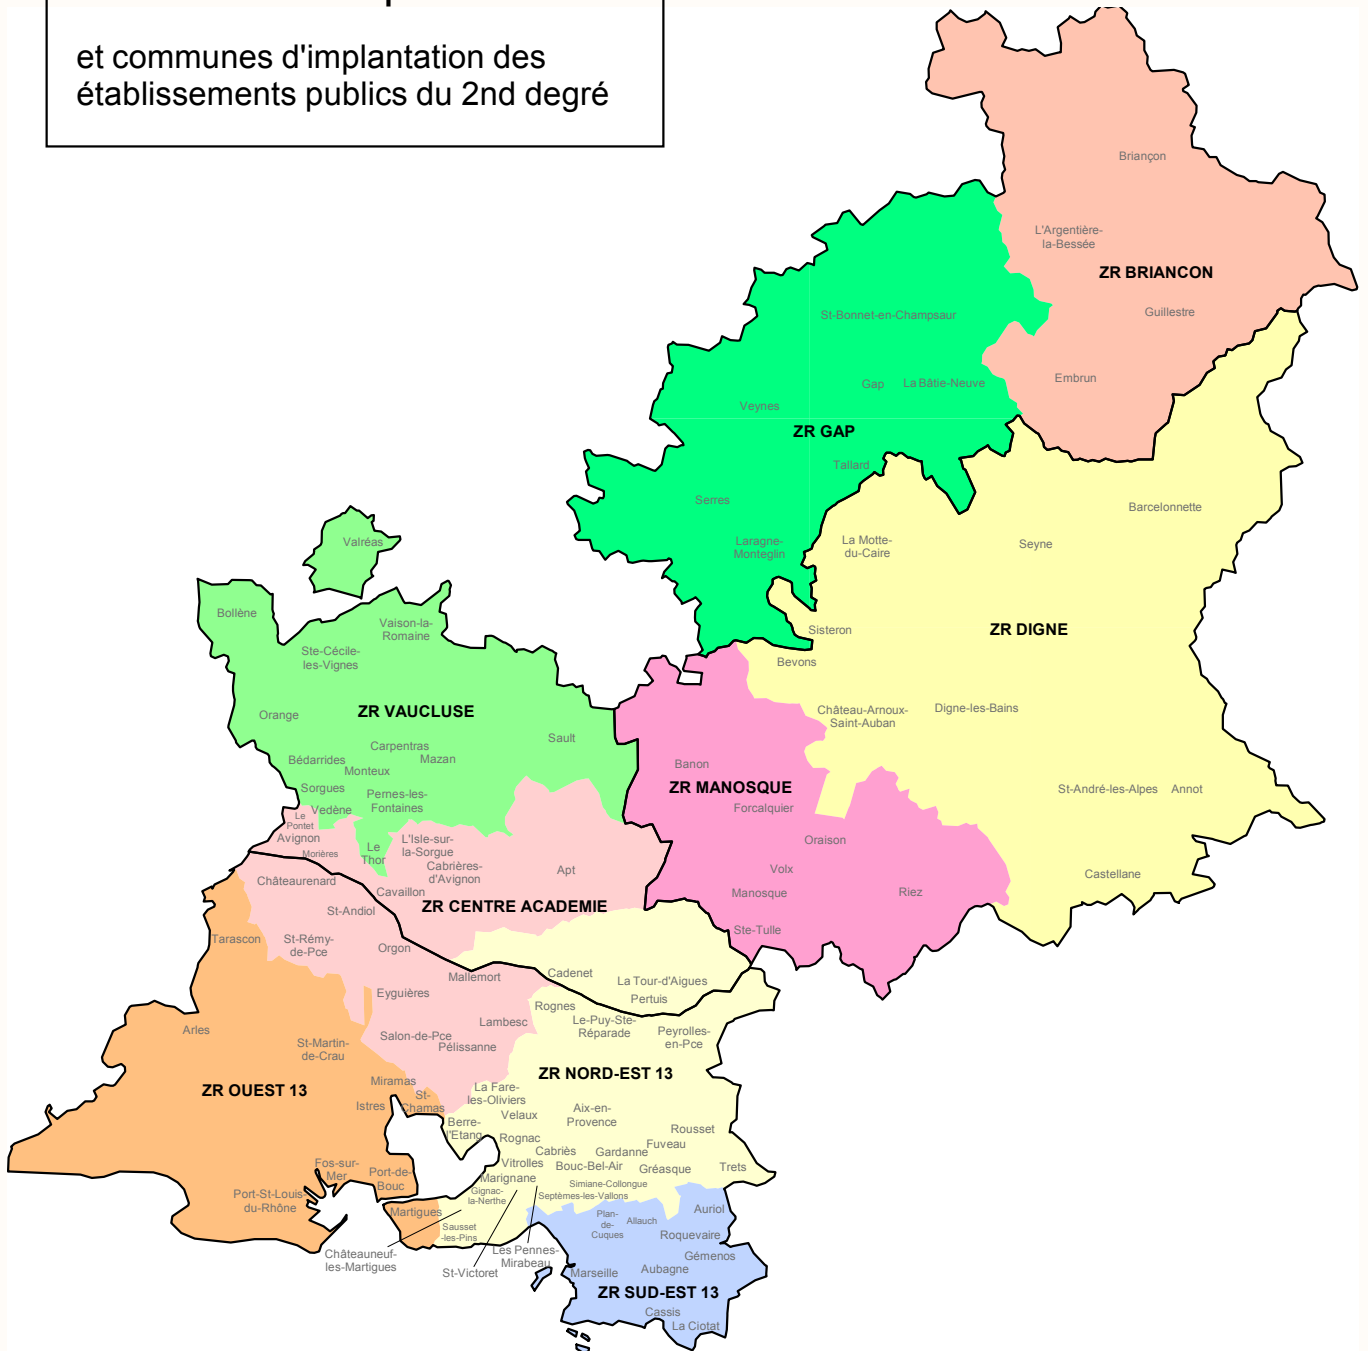 et communes d'implantation des
établissements publics du 2nd degré
Briançon
L'Argentière-
la-Bessée
ZR BRIANCON
Guillestre
Embrun
St-Bonnet-en-Champsaur
Gap
La Bâtie-Neuve
Veynes
ZR GAP
Tallard
Serres
Laragne-
Monteglin
La Motte-
du-Caire
Seyne
Barcelonnette
Sisteron
ZR DIGNE
Bevons
Château-Arnoux-
Saint-Auban
Digne-les-Bains
St-André-les-Alpes
Annot
Castellane
Valréas
Bollène
Vaison-la-
Romaine
Ste-Cécile-
les-Vignes
Orange
ZR VAUCLUSE
Sault
Carpentras
Bédarrides
Mazan
Monteux
Sorgues
Pernes-les-
Fontaines
Vedène
Le
Pontet
Avignon
Morières
Le
Thor
L'Isle-sur-
la-Sorgue
Cabrières-
d'Avignon
Apt
Cavaillon
ZR CENTRE ACADEMIE
Châteaurenard
St-Andiol
St-Rémy-
de-Pce
Orgon
Mallemort
Eyguières
Lambesc
Salon-de-Pce
Pélissanne
Banon
ZR MANOSQUE
Forcalquier
Oraison
Volx
Manosque
Riez
Ste-Tulle
Tarascon
Arles
St-Martin-
de-Crau
ZR OUEST 13
Miramas
St-
Chamas
Istres
Fos-sur-
Mer
Port-de-
Bouc
Port-St-Louis-
du-Rhône
Martigues
Cadenet
La Tour-d'Aigues
Pertuis
Rognes
Le-Puy-Ste-
Réparade
Peyrolles-
en-Pce
ZR NORD-EST 13
La Fare-
les-Oliviers
Velaux
Aix-en-
Provence
Berre-
l'Etang
Rognac
Rousset
Fuveau
Cabriès
Gardanne
Vitrolles
Bouc-Bel-Air
Gréasque
Trets
Marignane
Simiane-Collongue
Gignac-
la-Nerthe
Septèmes-les-Vallons
Sausset
-les-Pins
Châteauneuf-
les-Martigues
St-Victoret
Les Pennes-
Mirabeau
Plan-
de-
Cuques
Allauch
Auriol
Roquevaire
Gémenos
Aubagne
Marseille
ZR SUD-EST 13
Cassis
La Ciotat